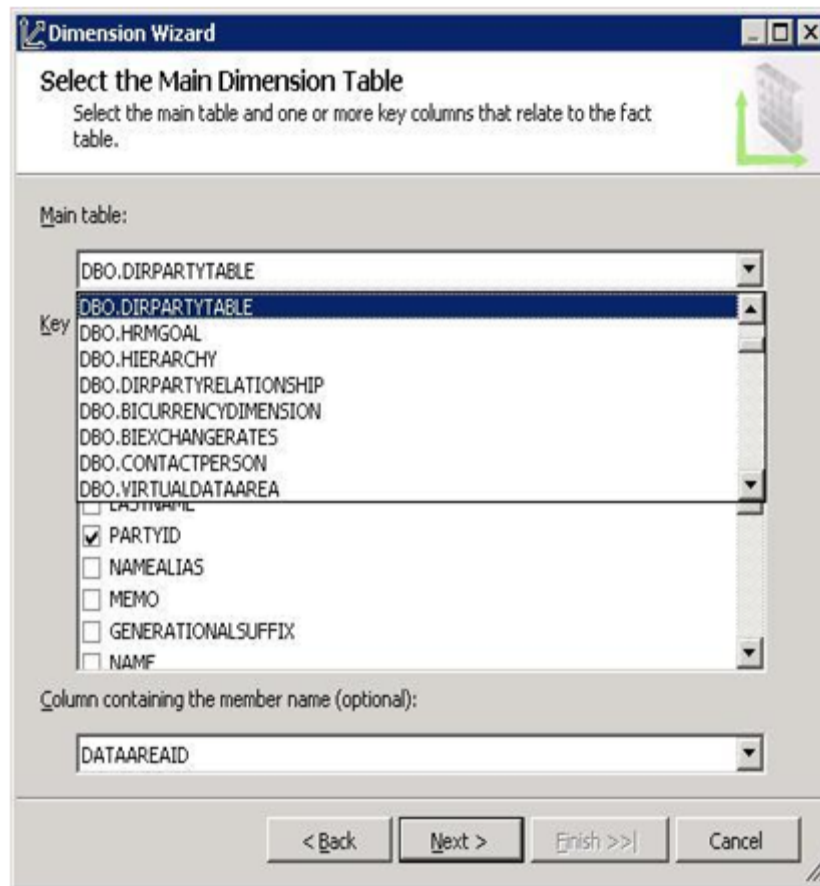 Dimension Wizard
Select the Main Dimension Table
Select the main table and one or more key columns that relate to the fact
table.
Main table:
DBO.DIRPARTYTABLE
DBO.DIRPARTYTABLE
Key
DBO.HRMGOAL
DBO.HIERARCHY
DBO.DIRPARTYRELATIONSHIP
DBO.BICURRENCYDIMENSION
DBO.BIEXCHANGERATES
DBO.CONTACTPERSON
DBO.VIRTUALDATAAREA
LASTNAME
PARTYID
NAMEALIAS
MEMO
GENERATIONALSUFFIX
NAME
Column containing the member name (optional):
DATAAREAID
< Back Next > Finish >>| Cancel